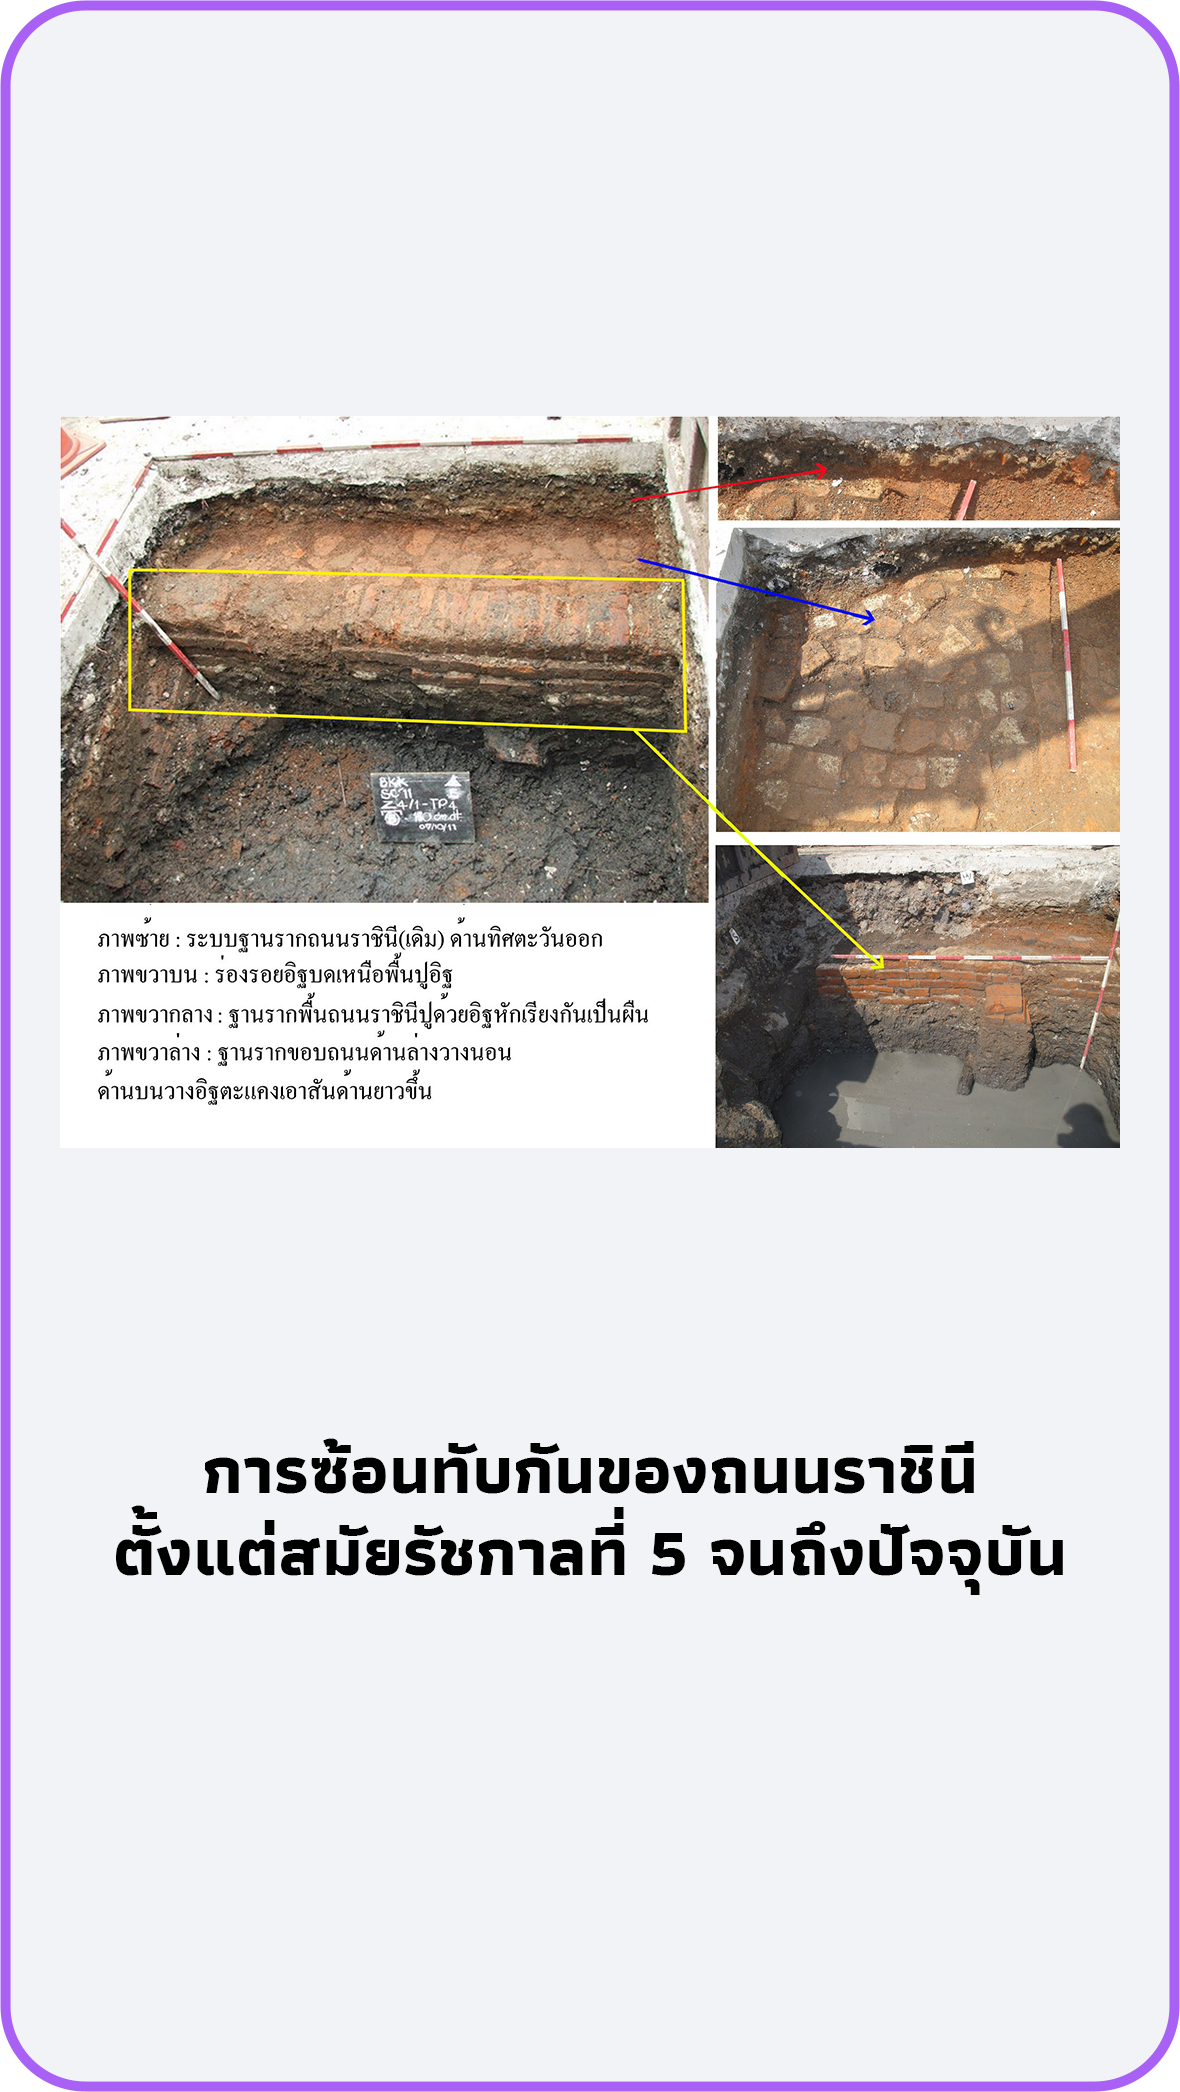 BKK
SC'11
4/1-TP.4
07/10/11
ภาพซ้าย : ระบบฐานรากถนนราชินี(เดิม) ด้านทิศตะวันออก
ภาพขวาบน : ร่องรอยอิฐบดเหนือพื้นปูอิฐ
ภาพขวากลาง : ฐานรากพื้นถนนราชินีปูด้วยอิฐหักเรียงกันเป็นผืน
ภาพขวาล่าง : ฐานรากขอบถนนด้านล่างวางนอน
ด้านบนวางอิฐตะแคงเอาสันด้านยาวขึ้น
การซ้อนทับกันของถนนราชินี
ตั้งแต่สมัยรัชกาลที่ 5 จนถึงปัจจุบัน